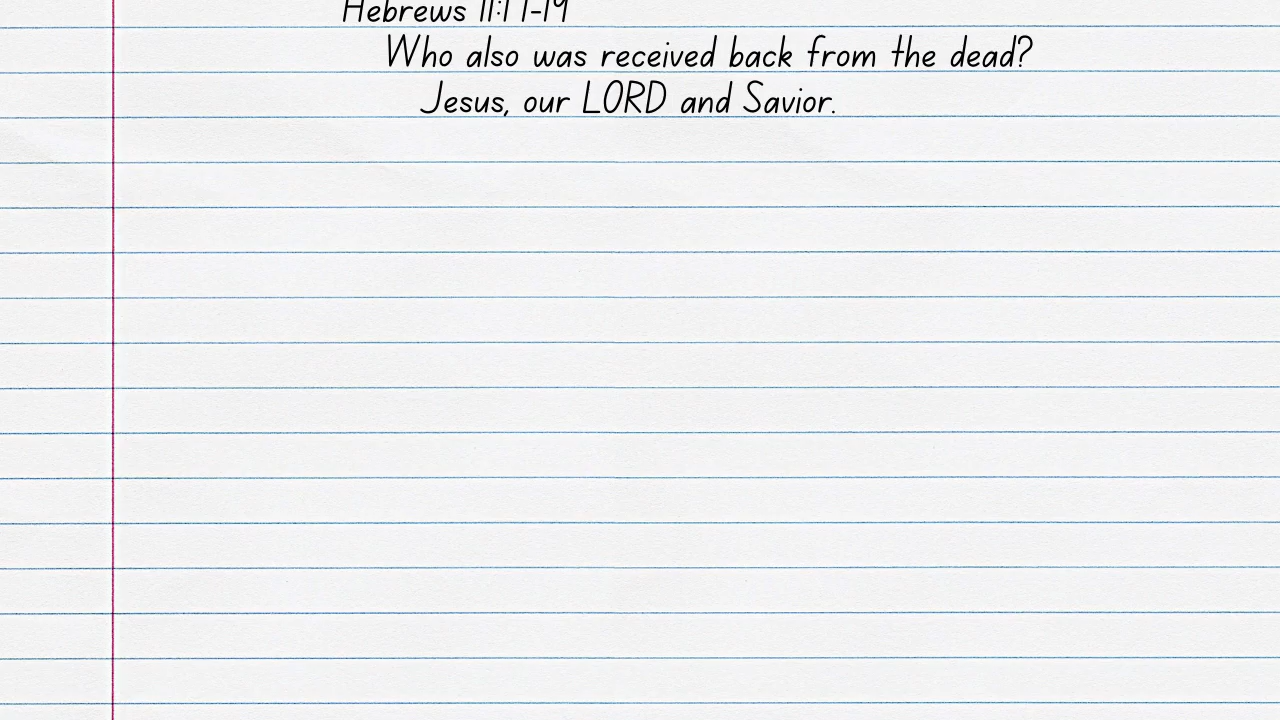 Hebrews 11:17-19
Who also was received back from the dead?
Jesus, our LORD and Savior.